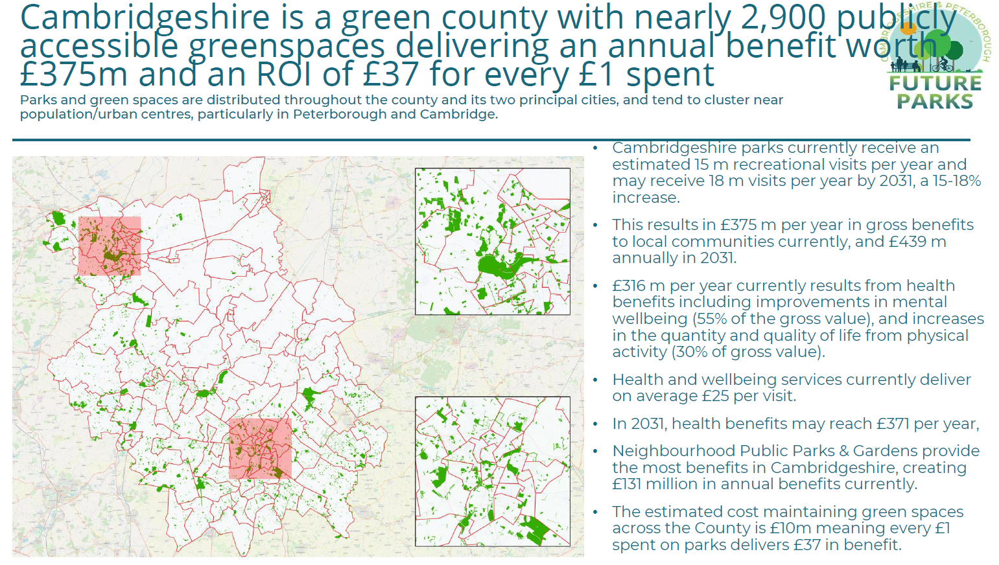 Cambridgeshire is a green county with nearly 2,900 publicly
accessible greenspaces delivering an annual benefit worth
£375m and an ROI of £37 for every £1 spent
CAMBRIDGESHIRE & PETERBOROUGH
FUTURE
PARKS
Parks and green spaces are distributed throughout the county and its two principal cities, and tend to cluster near
population/urban centres, particularly in Peterborough and Cambridge.
• Cambridgeshire parks currently receive an
estimated 15 m recreational visits per year and
may receive 18 m visits per year by 2031, a 15-18%
increase.
• This results in £375 m per year in gross benefits
to local communities currently, and £439 m
annually in 2031.
• £316 m per year currently results from health
benefits including improvements in mental
wellbeing (55% of the gross value), and increases
in the quantity and quality of life from physical
activity (30% of gross value).
• Health and wellbeing services currently deliver
on average £25 per visit.
• In 2031, health benefits may reach £371 per year,
• Neighbourhood Public Parks & Gardens provide
the most benefits in Cambridgeshire, creating
£131 million in annual benefits currently.
• The estimated cost maintaining green spaces
across the County is £10m meaning every £1
spent on parks delivers £37 in benefit.